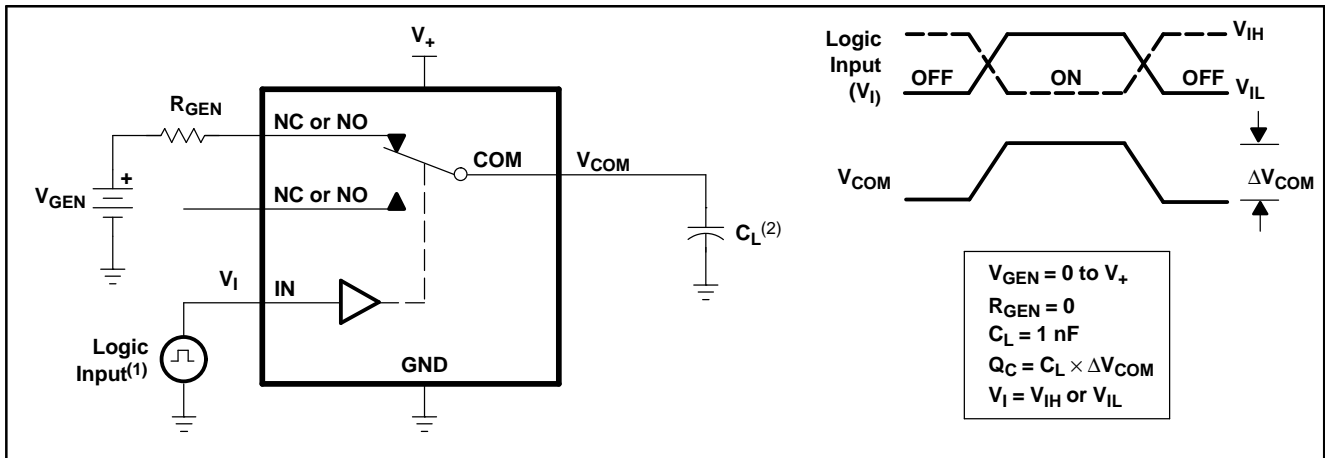 V+
RGEN
NC or NO
COM
VCOM
VGEN
+
NC or NO
CL(2)
VI
IN
Logic
Input(1)
GND
Logic
Input
(VI)
OFF
ON
OFF
VIH
VIL
VCOM
ΔVCOM
VGEN = 0 to V+
RGEN = 0
CL = 1 nF
QC = CL × ΔVCOM
VI = VIH or VIL